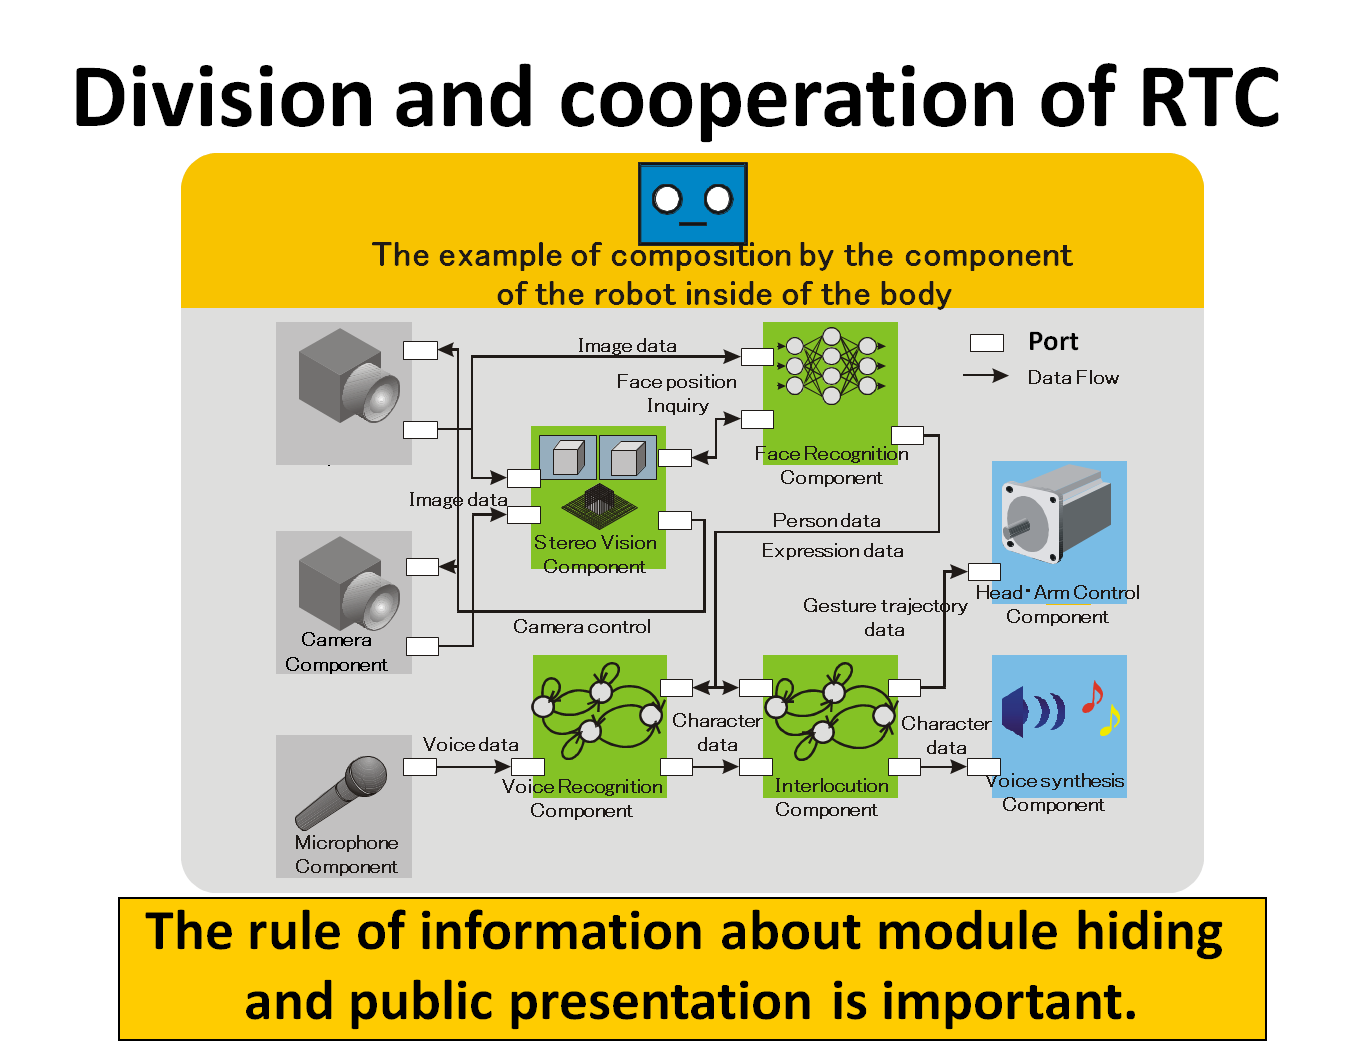 Division and cooperation of RTC
The example of composition by the component
of the robot inside of the body
Image data
Port
Data Flow
Face position
Inquiry
Face Recognition
Component
Image data
Stereo Vision
Component
Person data
Expression data
Head・Arm Control
Component
Gesture trajectory
data
Camera control
Camera
Component
Character
data
Character
data
Voice data
Voice Recognition
Component
Interlocution
Component
Voice synthesis
Component
Microphone
Component
The rule of information about module hiding
and public presentation is important.